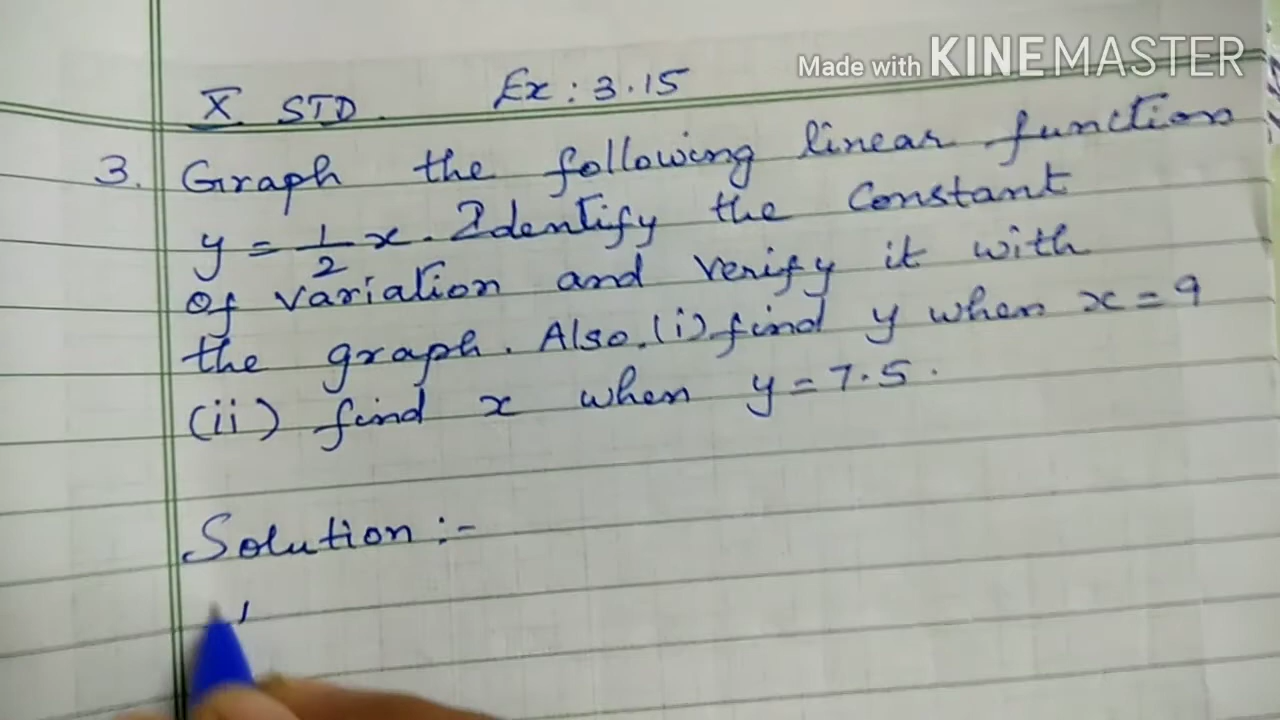 Made with KINEMASTER
X STD. Ex: 3.15
3. Graph the following linear function
y = 1/2 x. Identify the Constant
of variation and verify it with
the graph. Also. (i) find y when x = 9
(ii) find x when y = 7.5.
Solution :-